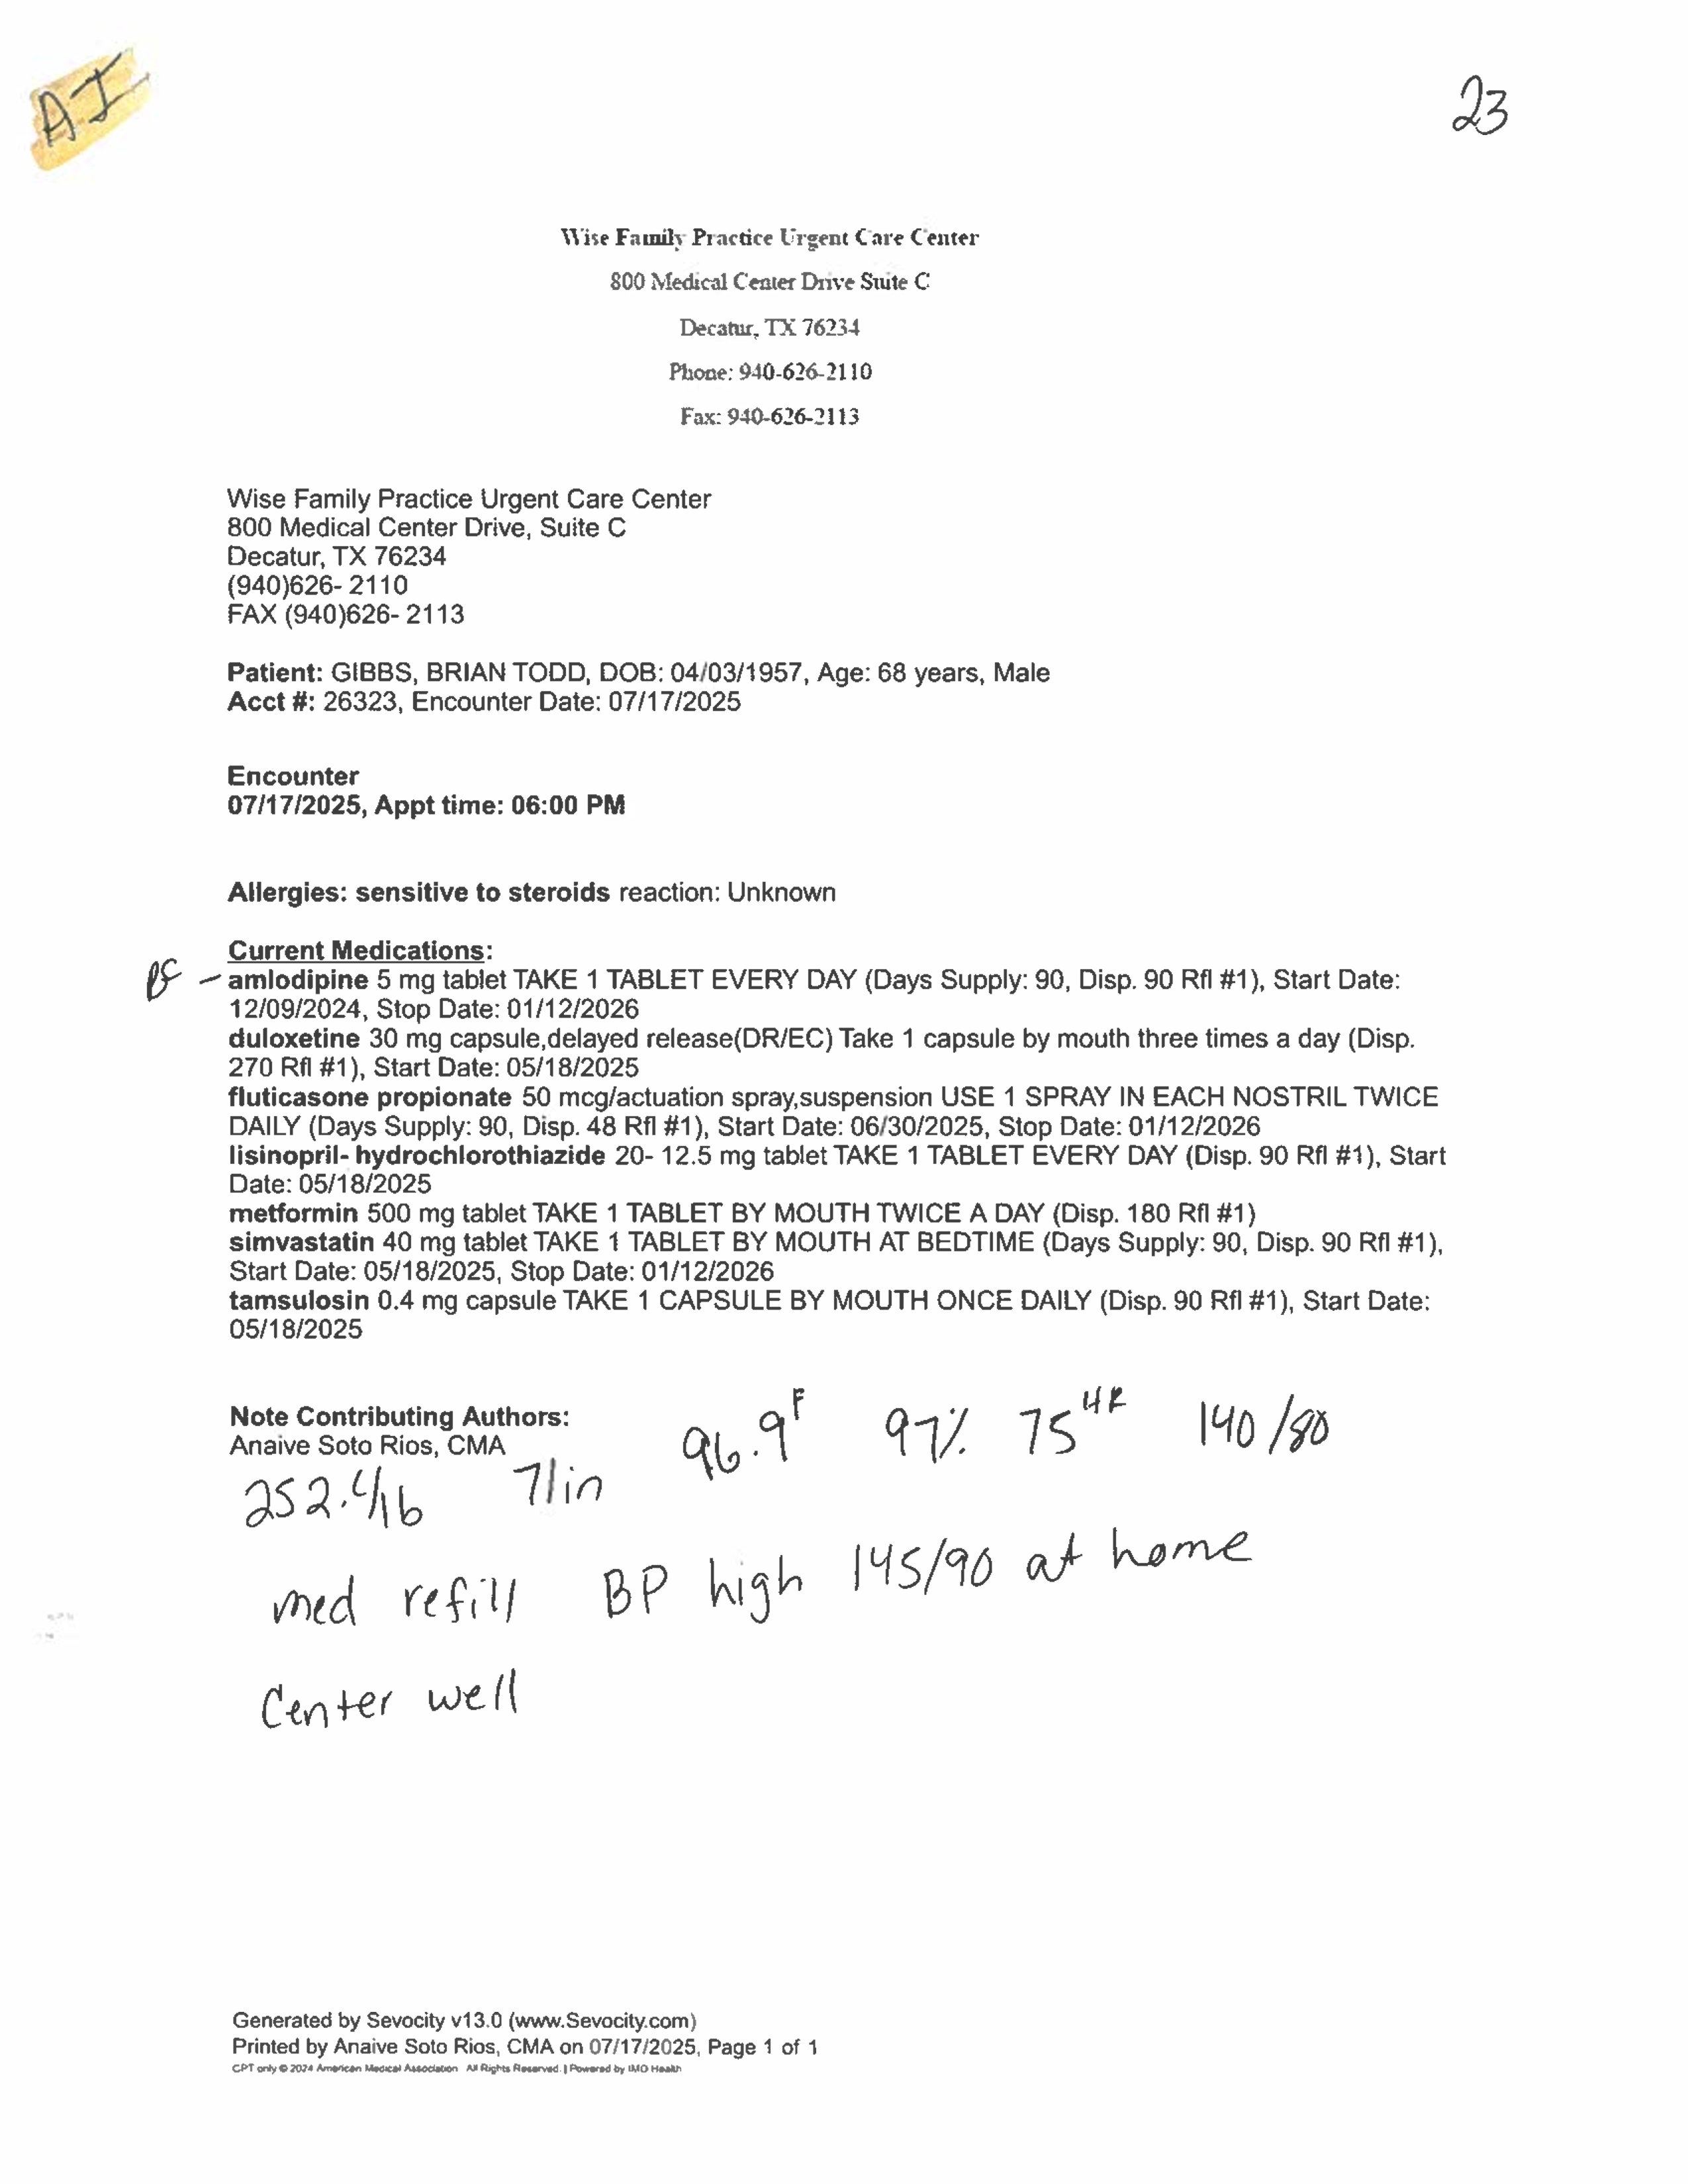 AI
23
Wise Family Practice Urgent Care Center
800 Medical Center Drive Suite C
Decatur, TX 76234
Phone: 940-626-2110
Fax: 940-626-2113
Wise Family Practice Urgent Care Center
800 Medical Center Drive, Suite C
Decatur, TX 76234
(940)626- 2110
FAX (940)626- 2113
Patient: GIBBS, BRIAN TODD, DOB: 04/03/1957, Age: 68 years, Male
Acct #: 26323, Encounter Date: 07/17/2025
Encounter
07/17/2025, Appt time: 06:00 PM
Allergies: sensitive to steroids reaction: Unknown
Current Medications:
amlodipine 5 mg tablet TAKE 1 TABLET EVERY DAY (Days Supply: 90, Disp. 90 Rfl #1), Start Date:
12/09/2024, Stop Date: 01/12/2026
duloxetine 30 mg capsule,delayed release(DR/EC) Take 1 capsule by mouth three times a day (Disp.
270 Rfl #1), Start Date: 05/18/2025
fluticasone propionate 50 mcg/actuation spray,suspension USE 1 SPRAY IN EACH NOSTRIL TWICE
DAILY (Days Supply: 90, Disp. 48 Rfl #1), Start Date: 06/30/2025, Stop Date: 01/12/2026
lisinopril- hydrochlorothiazide 20- 12.5 mg tablet TAKE 1 TABLET EVERY DAY (Disp. 90 Rfl #1), Start
Date: 05/18/2025
metformin 500 mg tablet TAKE 1 TABLET BY MOUTH TWICE A DAY (Disp. 180 Rfl #1)
simvastatin 40 mg tablet TAKE 1 TABLET BY MOUTH AT BEDTIME (Days Supply: 90, Disp. 90 Rfl #1),
Start Date: 05/18/2025, Stop Date: 01/12/2026
tamsulosin 0.4 mg capsule TAKE 1 CAPSULE BY MOUTH ONCE DAILY (Disp. 90 Rfl #1), Start Date:
05/18/2025
Note Contributing Authors:
96.9F 97% 75HR 140/80
Anaive Soto Rios, CMA
71in
med refill BP high 145/90 at home
Center well
Generated by Sevocity v13.0 (www.Sevocity.com)
Printed by Anaive Soto Rios, CMA on 07/17/2025, Page 1 of 1
CPT only © 2024 American Medical Association All Rights Reserved. | Powered by IMO Health